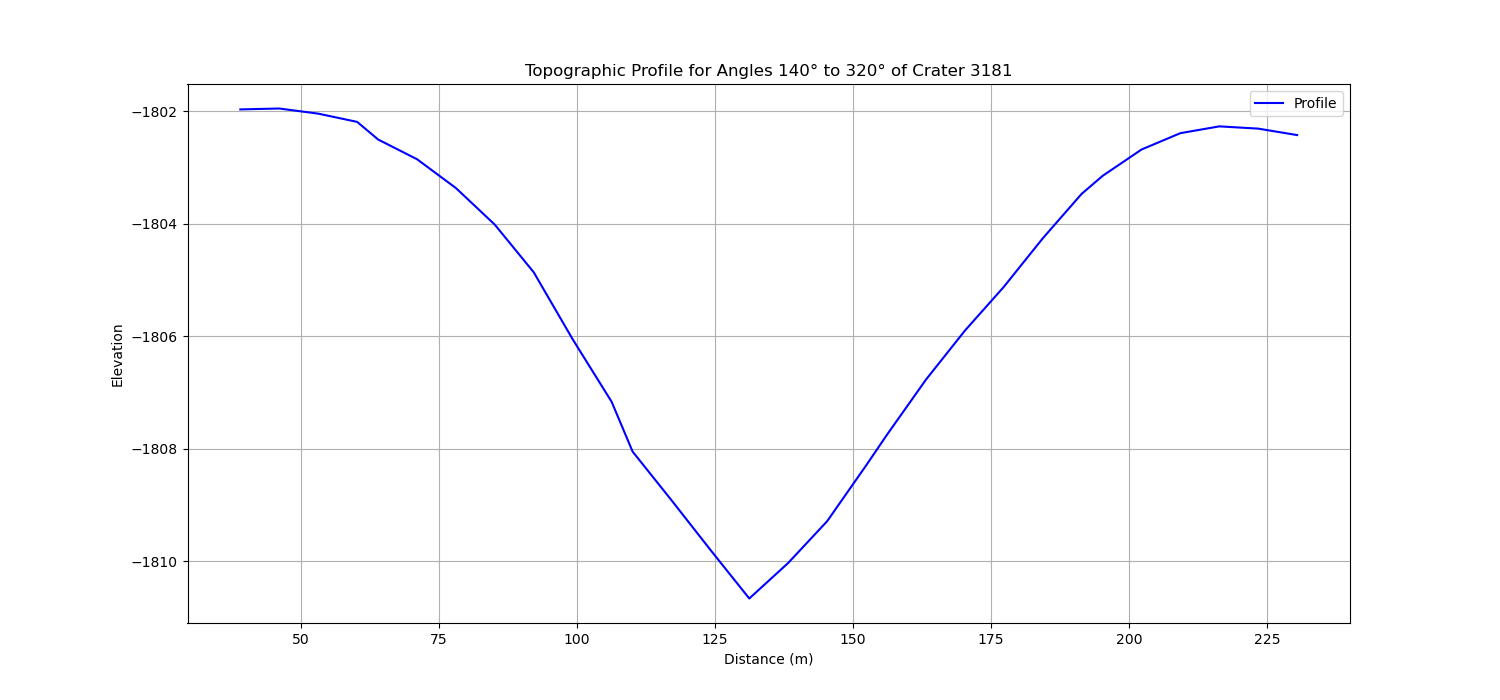 Topographic Profile for Angles 140° to 320° of Crater 3181
Profile
−1802
−1804
−1806
−1808
−1810
Elevation
50 75 100 125 150 175 200 225
Distance (m)